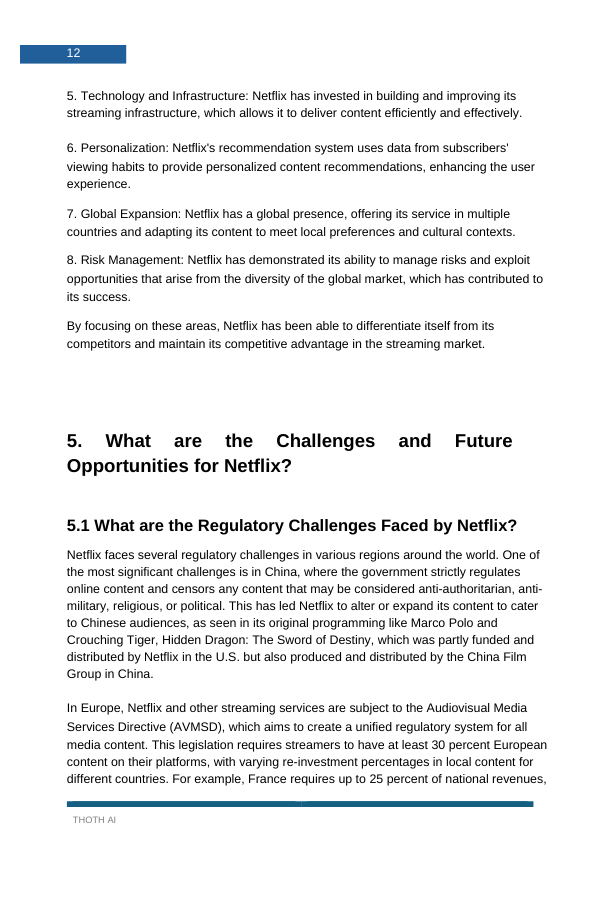 12
5. Technology and Infrastructure: Netflix has invested in building and improving its
streaming infrastructure, which allows it to deliver content efficiently and effectively.
6. Personalization: Netflix's recommendation system uses data from subscribers'
viewing habits to provide personalized content recommendations, enhancing the user
experience.
7. Global Expansion: Netflix has a global presence, offering its service in multiple
countries and adapting its content to meet local preferences and cultural contexts.
8. Risk Management: Netflix has demonstrated its ability to manage risks and exploit
opportunities that arise from the diversity of the global market, which has contributed to
its success.
By focusing on these areas, Netflix has been able to differentiate itself from its
competitors and maintain its competitive advantage in the streaming market.
5. What are the Challenges and Future
Opportunities for Netflix?
5.1 What are the Regulatory Challenges Faced by Netflix?
Netflix faces several regulatory challenges in various regions around the world. One of
the most significant challenges is in China, where the government strictly regulates
online content and censors any content that may be considered anti-authoritarian, anti-
military, religious, or political. This has led Netflix to alter or expand its content to cater
to Chinese audiences, as seen in its original programming like Marco Polo and
Crouching Tiger, Hidden Dragon: The Sword of Destiny, which was partly funded and
distributed by Netflix in the U.S. but also produced and distributed by the China Film
Group in China.
In Europe, Netflix and other streaming services are subject to the Audiovisual Media
Services Directive (AVMSD), which aims to create a unified regulatory system for all
media content. This legislation requires streamers to have at least 30 percent European
content on their platforms, with varying re-investment percentages in local content for
different countries. For example, France requires up to 25 percent of national revenues,
THOTH AI